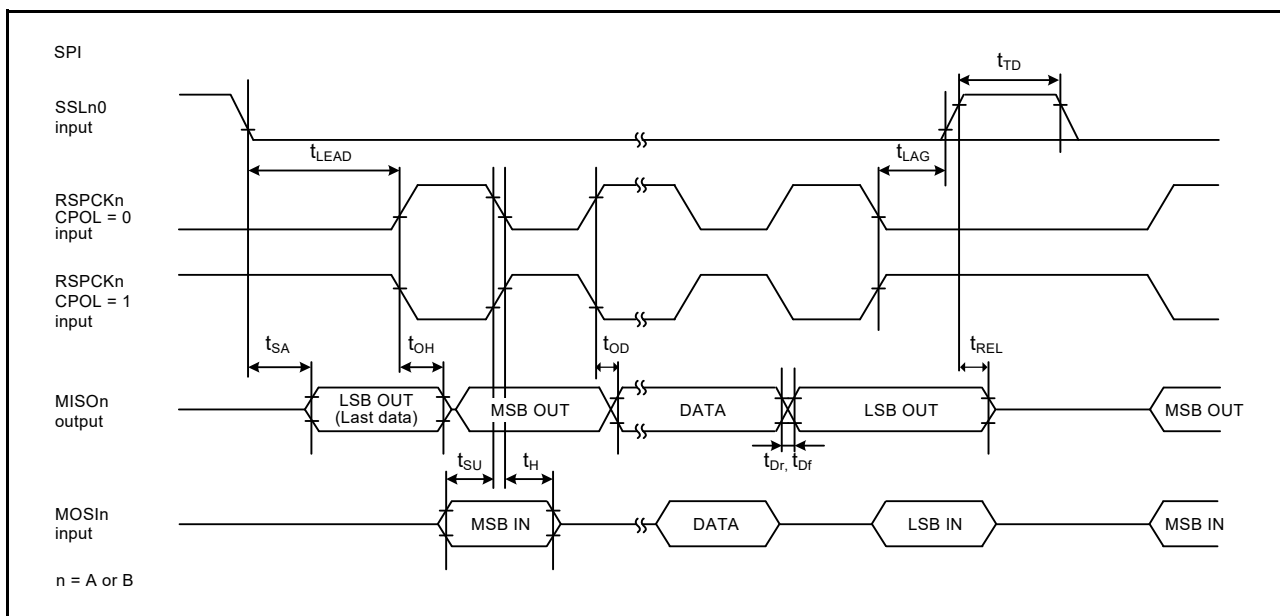 SPI
tTD
SSLn0
input
tLEAD
tLAG
RSPCKn
CPOL = 0
input
RSPCKn
CPOL = 1
input
tSA
tOH
tOD
tREL
MISOn
output
LSB OUT
(Last data)
MSB OUT
DATA
LSB OUT
MSB OUT
tSU
tH
tDr, tDf
MOSIn
input
MSB IN
DATA
LSB IN
MSB IN
n = A or B